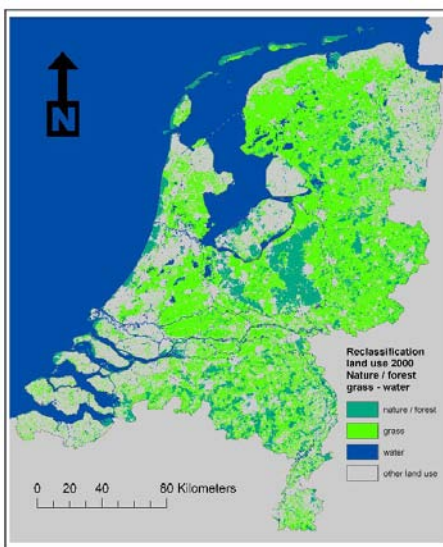 N
Reclassification
land use 2000
Nature / forest
grass - water
nature / forest
grass
water
other land use
0 20 40 80 Kilometers